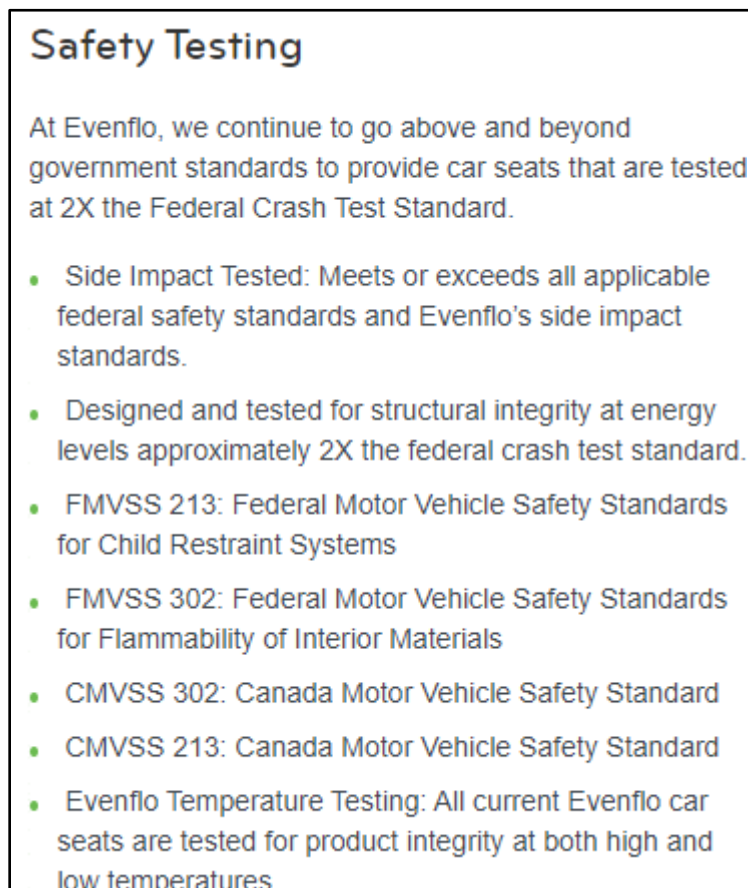 Safety Testing
At Evenflo, we continue to go above and beyond
government standards to provide car seats that are tested
at 2X the Federal Crash Test Standard.
• Side Impact Tested: Meets or exceeds all applicable
federal safety standards and Evenflo’s side impact
standards.
• Designed and tested for structural integrity at energy
levels approximately 2X the federal crash test standard.
• FMVSS 213: Federal Motor Vehicle Safety Standards
for Child Restraint Systems
• FMVSS 302: Federal Motor Vehicle Safety Standards
for Flammability of Interior Materials
• CMVSS 302: Canada Motor Vehicle Safety Standard
• CMVSS 213: Canada Motor Vehicle Safety Standard
• Evenflo Temperature Testing: All current Evenflo car
seats are tested for product integrity at both high and
low temperatures